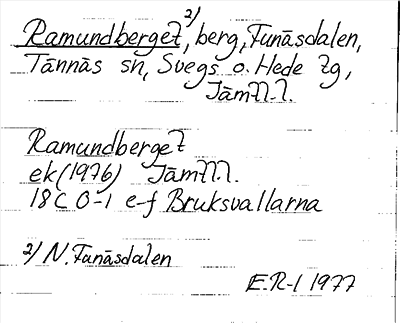 Ramundberget ²⁾, berg, Funäsdalen,
Tännäs sn, Svegs o. Hede tg,
Jämtl.l.
Ramundberget
ek(1976) Jämtl.l.
18C 0-1 e-f Bruksvallarna
²⁾ N. Funäsdalen
E.R-l 1977